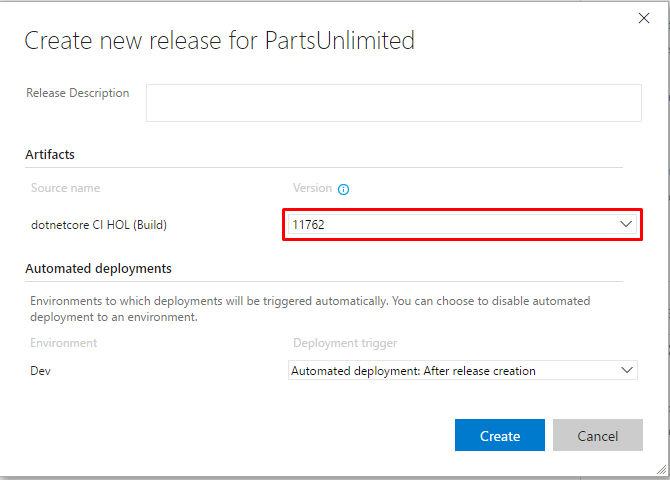 Create new release for PartsUnlimited
Release Description
Artifacts
Source name Version
dotnetcore CI HOL (Build) 11762
Automated deployments
Environments to which deployments will be triggered automatically. You can choose to disable automated
deployment to an environment.
Environment Deployment trigger
Dev Automated deployment: After release creation
Create Cancel